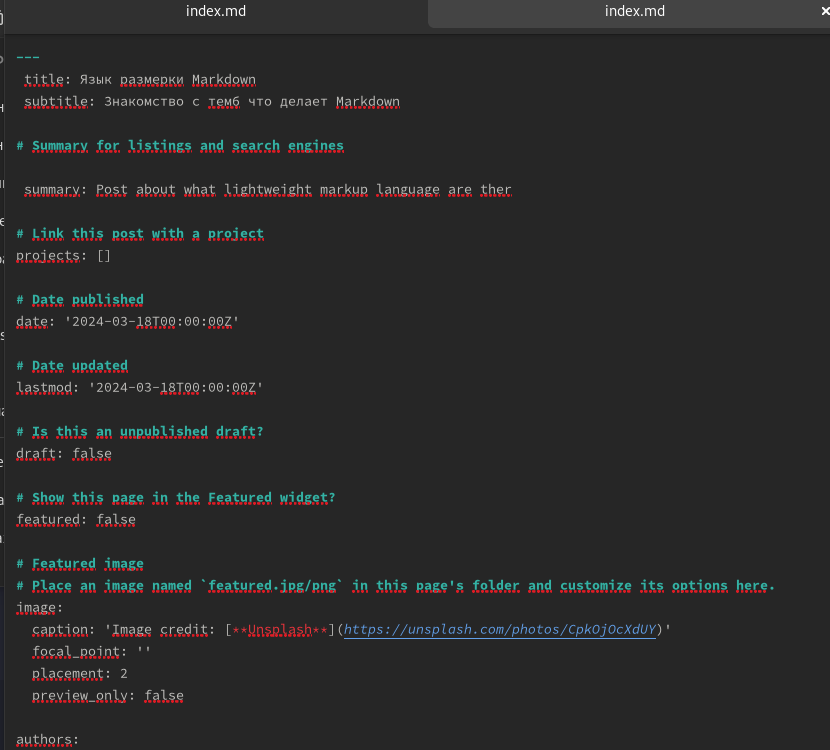 index.md
index.md
---
title: Язык размерки Markdown
subtitle: Знакомство с темб что делает Markdown
# Summary for listings and search engines
summary: Post about what lightweight markup language are ther
# Link this post with a project
projects: []
# Date published
date: '2024-03-18T00:00:00Z'
# Date updated
lastmod: '2024-03-18T00:00:00Z'
# Is this an unpublished draft?
draft: false
# Show this page in the Featured widget?
featured: false
# Featured image
# Place an image named `featured.jpg/png` in this page's folder and customize its options here.
image:
caption: 'Image credit: [**Unsplash**](https://unsplash.com/photos/CpkOjOcXdUY)'
focal_point: ''
placement: 2
preview_only: false
authors: